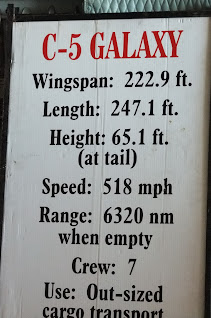 C-5 GALAXY
Wingspan: 222.9 ft.
Length: 247.1 ft.
Height: 65.1 ft.
(at tail)
Speed: 518 mph
Range: 6320 nm
when empty
Crew: 7
Use: Out-sized
cargo transport